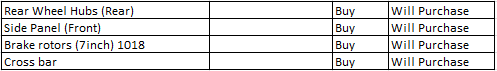 Rear Wheel Hubs (Rear) Buy Will Purchase
Side Panel (Front) Buy Will Purchase
Brake rotors (7inch) 1018 Buy Will Purchase
Cross bar Buy Will Purchase